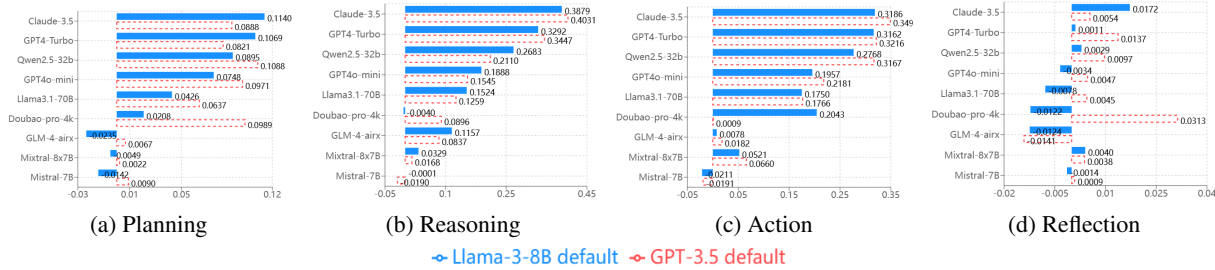 Claude-3.5 0.1140
0.0888
GPT4-Turbo 0.1069
0.0821
Qwen2.5-32b 0.0895
0.1088
GPT4o-mini 0.0748
0.0971
Llama3.1-70B 0.0426
0.0637
Doubao-pro-4k 0.0208
0.0989
GLM-4-airx -0.0235
0.0067
Mixtral-8x7B -0.0049
0.0022
Mistral-7B -0.0142
0.0090
-0.03 0.01 0.05 0.12
(a) Planning
Claude-3.5 0.3879
0.4031
GPT4-Turbo 0.3292
0.3447
Qwen2.5-32b 0.2683
0.2110
GPT4o-mini 0.1888
0.1545
Llama3.1-70B 0.1524
0.1259
Doubao-pro-4k -0.0040
0.0896
GLM-4-airx 0.1157
0.0837
Mixtral-8x7B 0.0329
0.0168
Mistral-7B -0.0001
-0.0190
-0.05 0.1 0.25 0.45
(b) Reasoning
Claude-3.5 0.3186
0.349
GPT4-Turbo 0.3162
0.3216
Qwen2.5-32b 0.2768
0.3167
GPT4o-mini 0.1957
0.2181
Llama3.1-70B 0.1750
0.1766
Doubao-pro-4k 0.2043
0.0009
GLM-4-airx 0.0078
0.0182
Mixtral-8x7B 0.0521
0.0660
Mistral-7B -0.0211
-0.0191
-0.05 0.05 0.15 0.25 0.35
(c) Action
Claude-3.5 0.0172
0.0054
GPT4-Turbo 0.0011
0.0137
Qwen2.5-32b 0.0029
0.0097
GPT4o-mini -0.0034
0.0047
Llama3.1-70B -0.0078
0.0045
Doubao-pro-4k -0.0122
0.0313
GLM-4-airx -0.0124
-0.0141
Mixtral-8x7B 0.0040
0.0038
Mistral-7B -0.0014
0.0009
-0.02 -0.005 0.01 0.025 0.04
(d) Reflection
Llama-3-8B default GPT-3.5 default